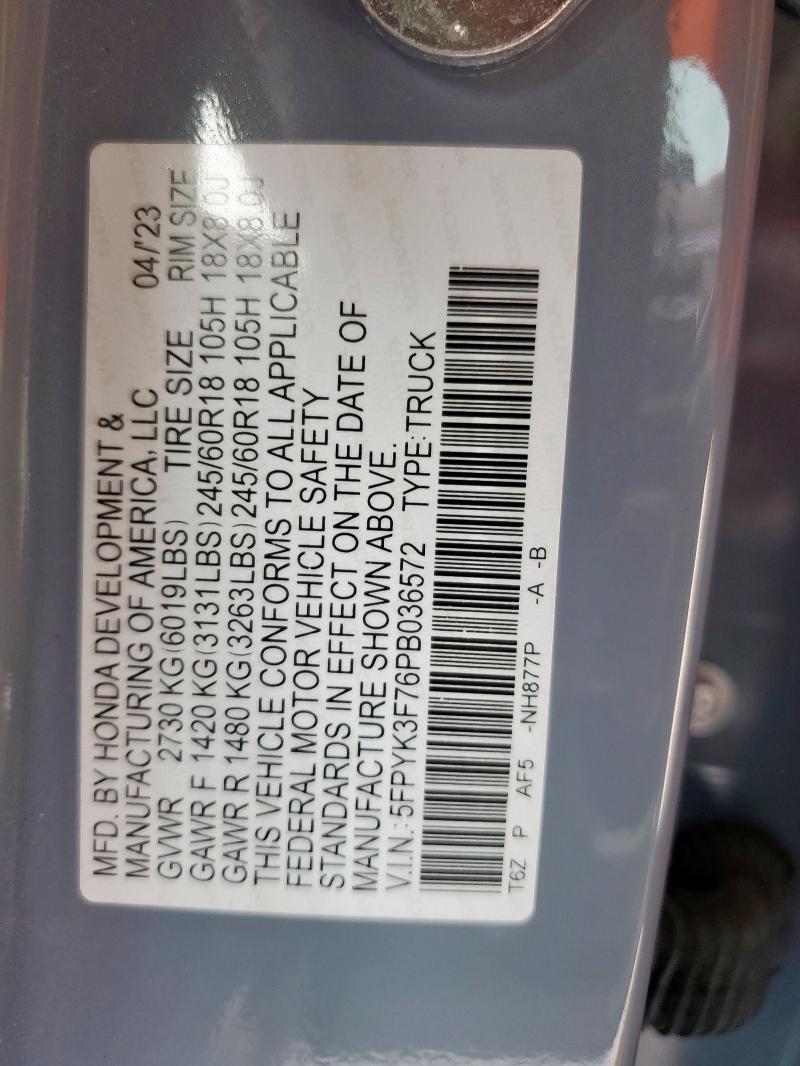 MFD. BY HONDA DEVELOPMENT &
MANUFACTURING OF AMERICA, LLC 04/'23
GVWR 2730 KG(6019LBS) TIRE SIZE RIM SIZE
GAWR F 1420 KG(3131LBS) 245/60R18 105H 18X8.0J
GAWR R 1480 KG(3263LBS) 245/60R18 105H 18X8.0J
THIS VEHICLE CONFORMS TO ALL APPLICABLE
FEDERAL MOTOR VEHICLE SAFETY
STANDARDS IN EFFECT ON THE DATE OF
MANUFACTURE SHOWN ABOVE.
V.I.N.: 5FPYK3F76PB036572 TYPE:TRUCK
T6Z P AF5 -NH877P -A -B